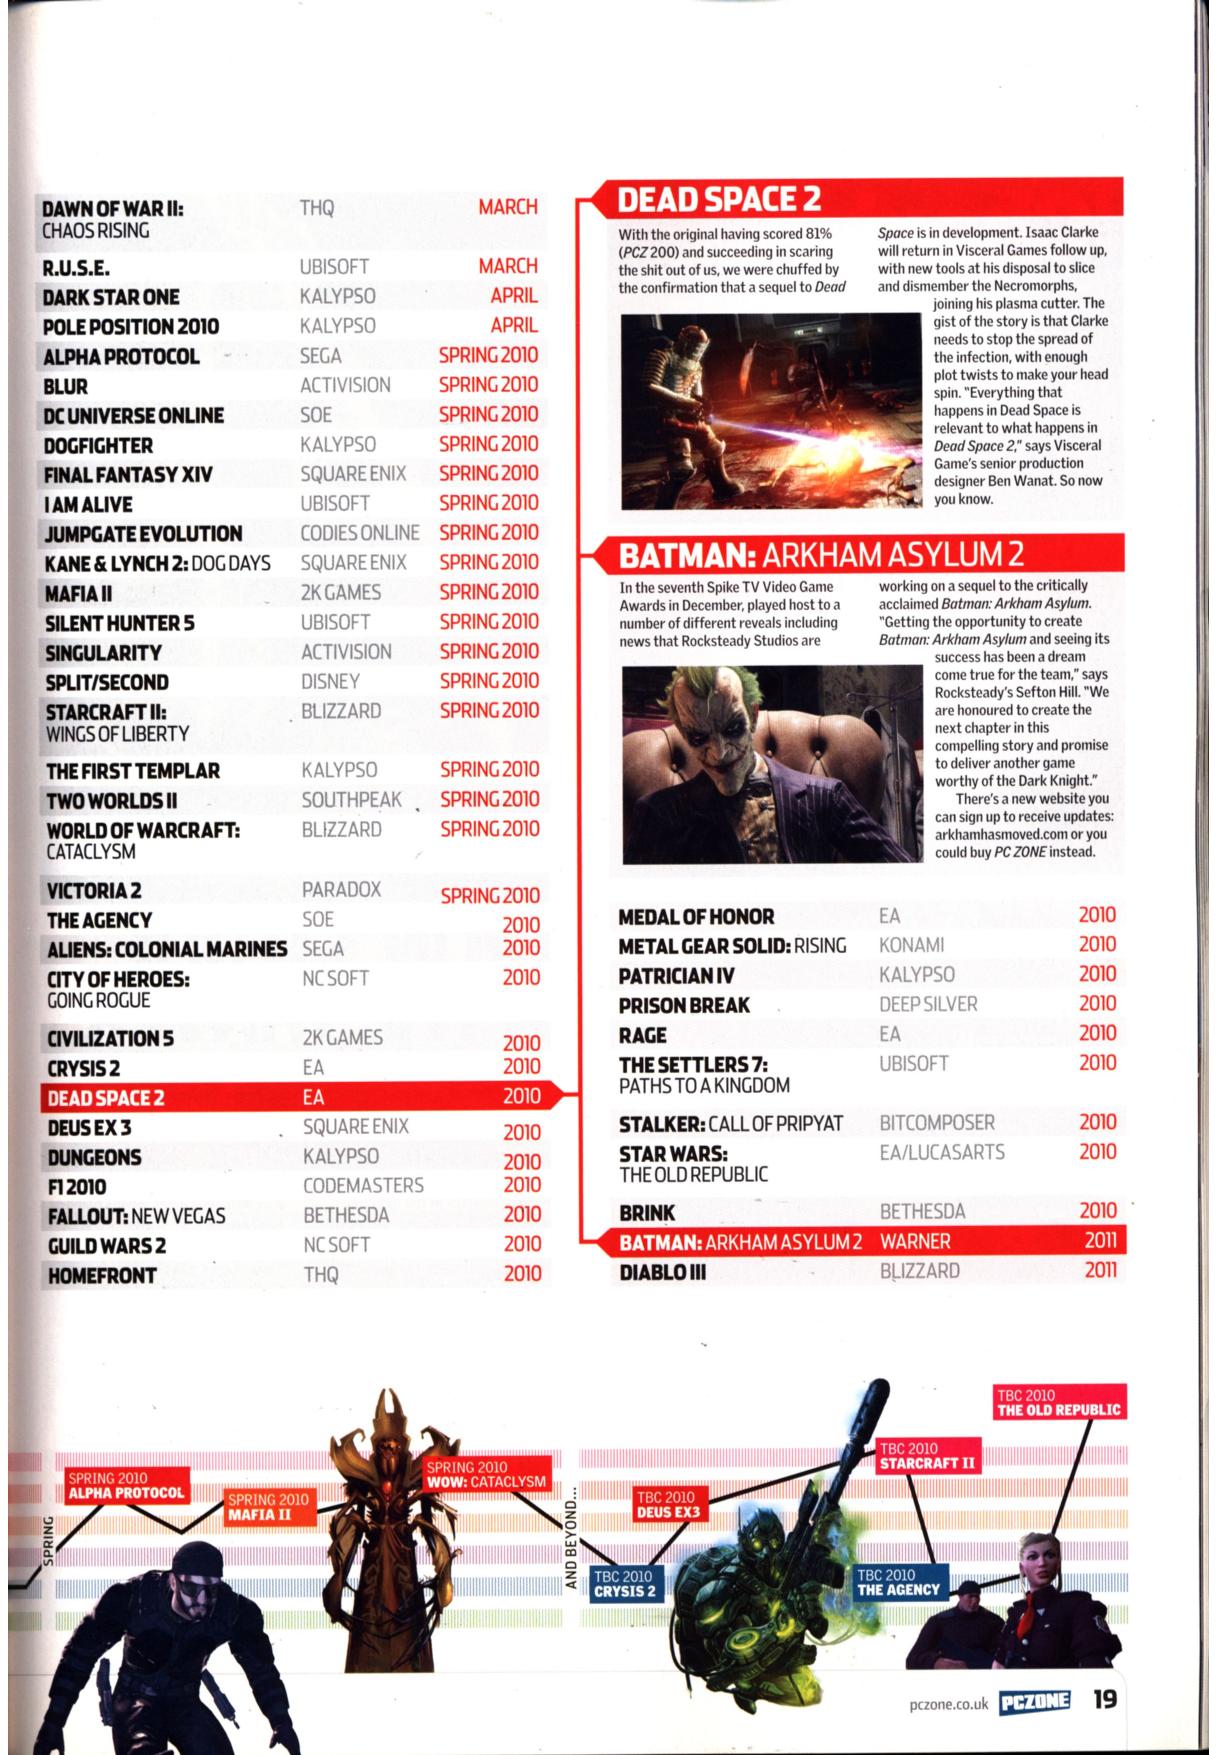 DAWN OF WAR II: THQ MARCH
CHAOS RISING
R.U.S.E. UBISOFT MARCH
DARK STAR ONE KALYPSO APRIL
POLE POSITION 2010 KALYPSO APRIL
ALPHA PROTOCOL SEGA SPRING 2010
BLUR ACTIVISION SPRING 2010
DC UNIVERSE ONLINE SOE SPRING 2010
DOGFIGHTER KALYPSO SPRING 2010
FINAL FANTASY XIV SQUARE ENIX SPRING 2010
I AM ALIVE UBISOFT SPRING 2010
JUMPGATE EVOLUTION CODIES ONLINE SPRING 2010
KANE & LYNCH 2: DOG DAYS SQUARE ENIX SPRING 2010
MAFIA II 2K GAMES SPRING 2010
SILENT HUNTER 5 UBISOFT SPRING 2010
SINGULARITY ACTIVISION SPRING 2010
SPLIT/SECOND DISNEY SPRING 2010
STARCRAFT II: BLIZZARD SPRING 2010
WINGS OF LIBERTY
THE FIRST TEMPLAR KALYPSO SPRING 2010
TWO WORLDS II SOUTHPEAK SPRING 2010
WORLD OF WARCRAFT: BLIZZARD SPRING 2010
CATACLYSM
VICTORIA 2 PARADOX SPRING 2010
THE AGENCY SOE 2010
ALIENS: COLONIAL MARINES SEGA 2010
CITY OF HEROES: NC SOFT 2010
GOING ROGUE
CIVILIZATION 5 2K GAMES 2010
CRYSIS 2 EA 2010
DEAD SPACE 2 EA 2010
DEUS EX 3 SQUARE ENIX 2010
DUNGEONS KALYPSO 2010
F1 2010 CODEMASTERS 2010
FALLOUT: NEW VEGAS BETHESDA 2010
GUILD WARS 2 NC SOFT 2010
HOMEFRONT THQ 2010
DEAD SPACE 2
With the original having scored 81%
(PCZ 200) and succeeding in scaring
the shit out of us, we were chuffed by
the confirmation that a sequel to Dead
Space is in development. Isaac Clarke
will return in Visceral Games follow up,
with new tools at his disposal to slice
and dismember the Necromorphs,
joining his plasma cutter. The
gist of the story is that Clarke
needs to stop the spread of
the infection, with enough
plot twists to make your head
spin. "Everything that
happens in Dead Space is
relevant to what happens in
Dead Space 2," says Visceral
Game's senior production
designer Ben Wanat. So now
you know.
BATMAN: ARKHAM ASYLUM 2
In the seventh Spike TV Video Game
Awards in December, played host to a
number of different reveals including
news that Rocksteady Studios are
working on a sequel to the critically
acclaimed Batman: Arkham Asylum.
"Getting the opportunity to create
Batman: Arkham Asylum and seeing its
success has been a dream
come true for the team," says
Rocksteady's Sefton Hill. "We
are honoured to create the
next chapter in this
compelling story and promise
to deliver another game
worthy of the Dark Knight."
There's a new website you
can sign up to receive updates:
arkhamhasmoved.com or you
could buy PC ZONE instead.
MEDAL OF HONOR EA 2010
METAL GEAR SOLID: RISING KONAMI 2010
PATRICIAN IV KALYPSO 2010
PRISON BREAK DEEP SILVER 2010
RAGE EA 2010
THE SETTLERS 7: UBISOFT 2010
PATHS TO A KINGDOM
STALKER: CALL OF PRIPYAT BITCOMPOSER 2010
STAR WARS: EA/LUCASARTS 2010
THE OLD REPUBLIC
BRINK BETHESDA 2010
BATMAN: ARKHAM ASYLUM 2 WARNER 2011
DIABLO III BLIZZARD 2011
SPRING
SPRING 2010
ALPHA PROTOCOL
SPRING 2010
MAFIA II
SPRING 2010
WOW: CATACLYSM
AND BEYOND...
TBC 2010
CRYSIS 2
TBC 2010
DEUS EX3
TBC 2010
STARCRAFT II
TBC 2010
THE AGENCY
TBC 2010
THE OLD REPUBLIC
pczone.co.uk PCZONE 19